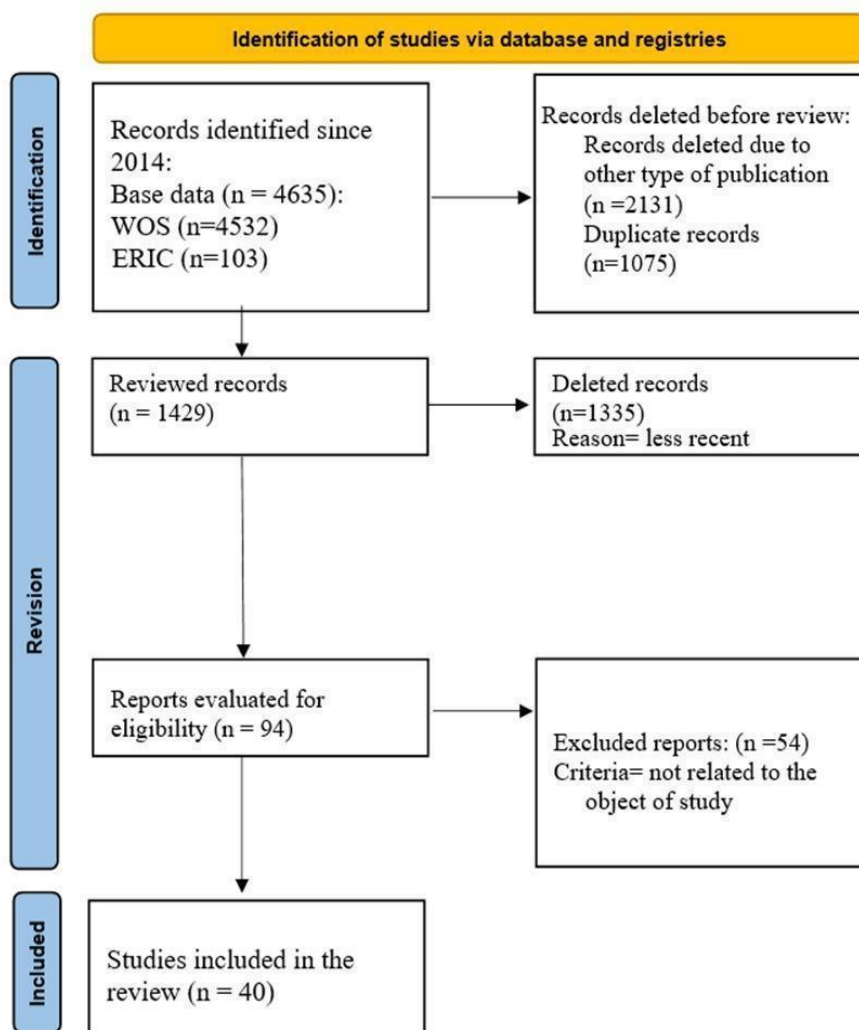 Identification of studies via database and registries
Identification
Records identified since
2014:
Base data (n = 4635):
WOS (n=4532)
ERIC (n=103)
Records deleted before review:
Records deleted due to
other type of publication
(n =2131)
Duplicate records
(n=1075)
Revision
Reviewed records
(n = 1429)
Deleted records
(n=1335)
Reason= less recent
Reports evaluated for
eligibility (n = 94)
Excluded reports: (n =54)
Criteria= not related to the
object of study
Included
Studies included in the
review (n = 40)